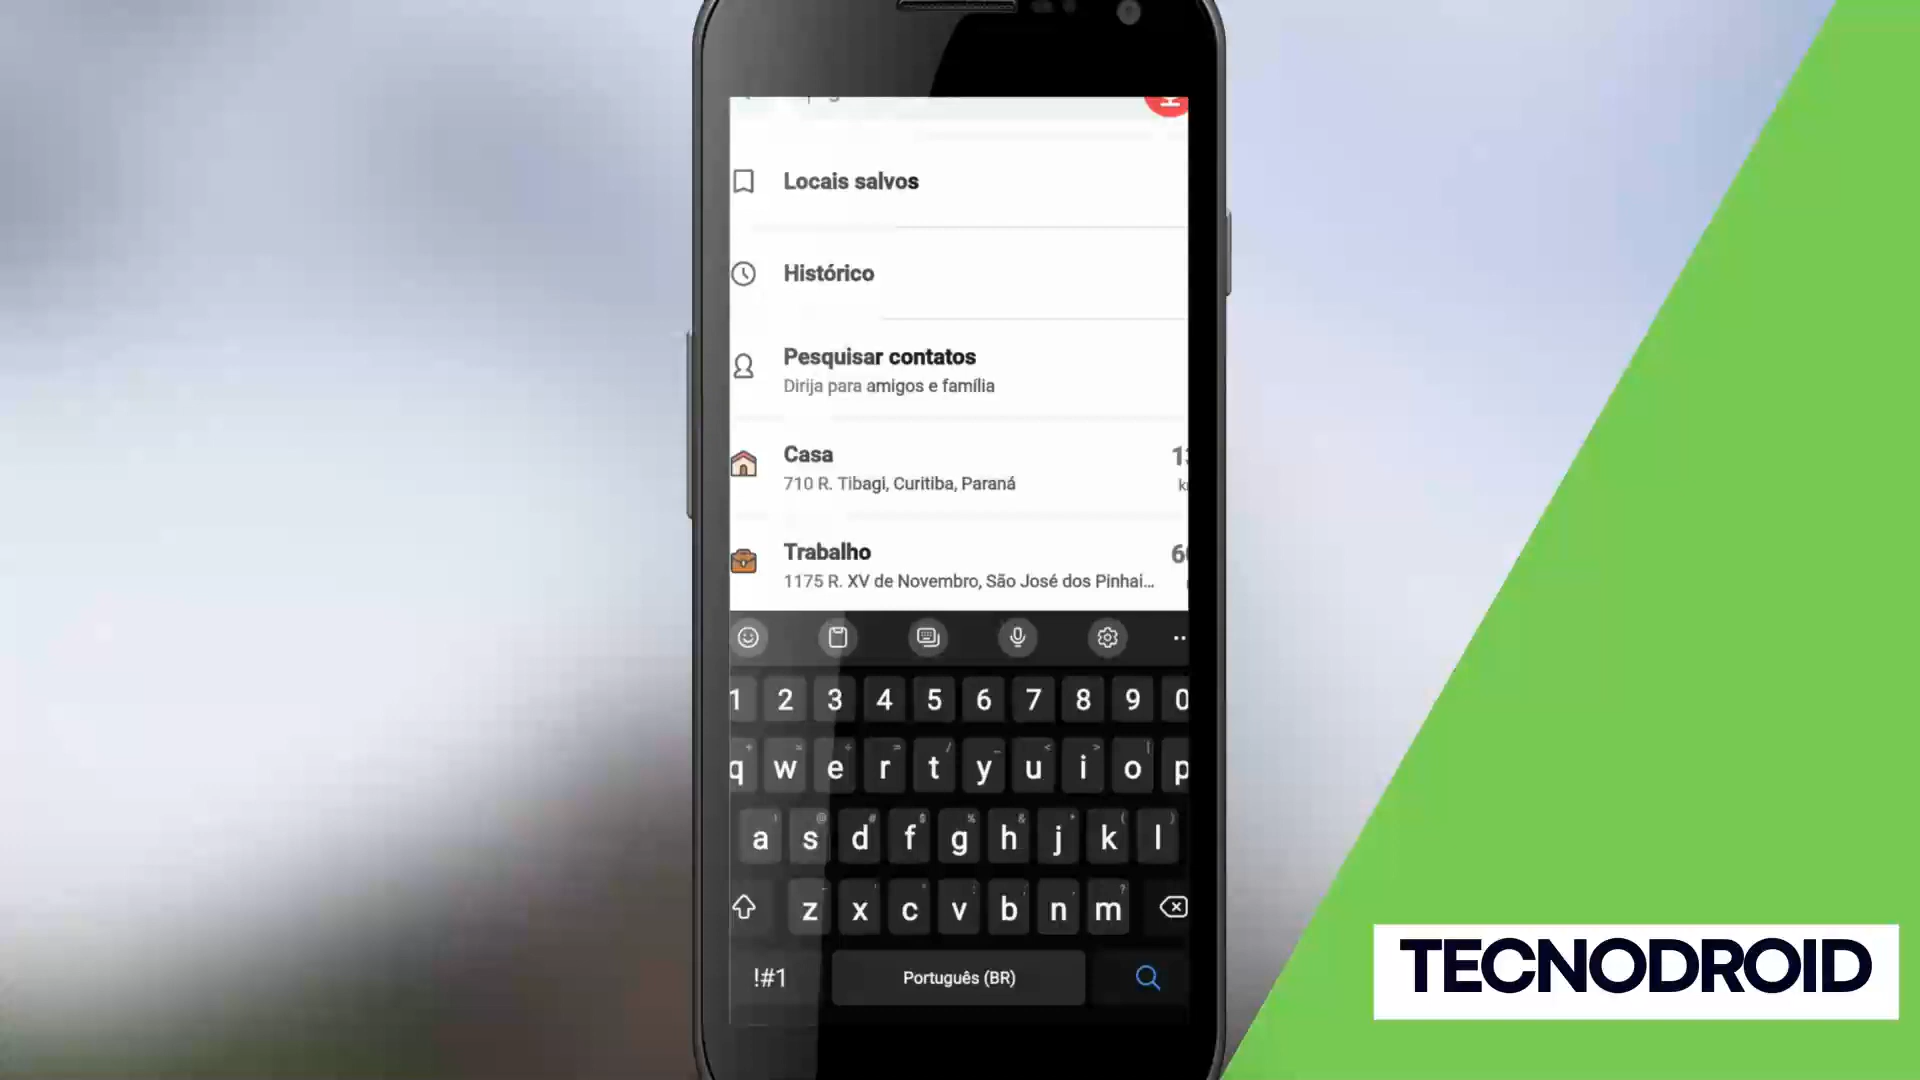 Locais salvos
Histórico
Pesquisar contatos
Dirija para amigos e família
Casa
710 R. Tibagi, Curitiba, Paraná
Trabalho
1175 R. XV de Novembro, São José dos Pinhai...
1 2 3 4 5 6 7 8 9 0
q w e r t y u i o p
a s d f g h j k l
z x c v b n m
!#1 Português (BR)
TECNODROID